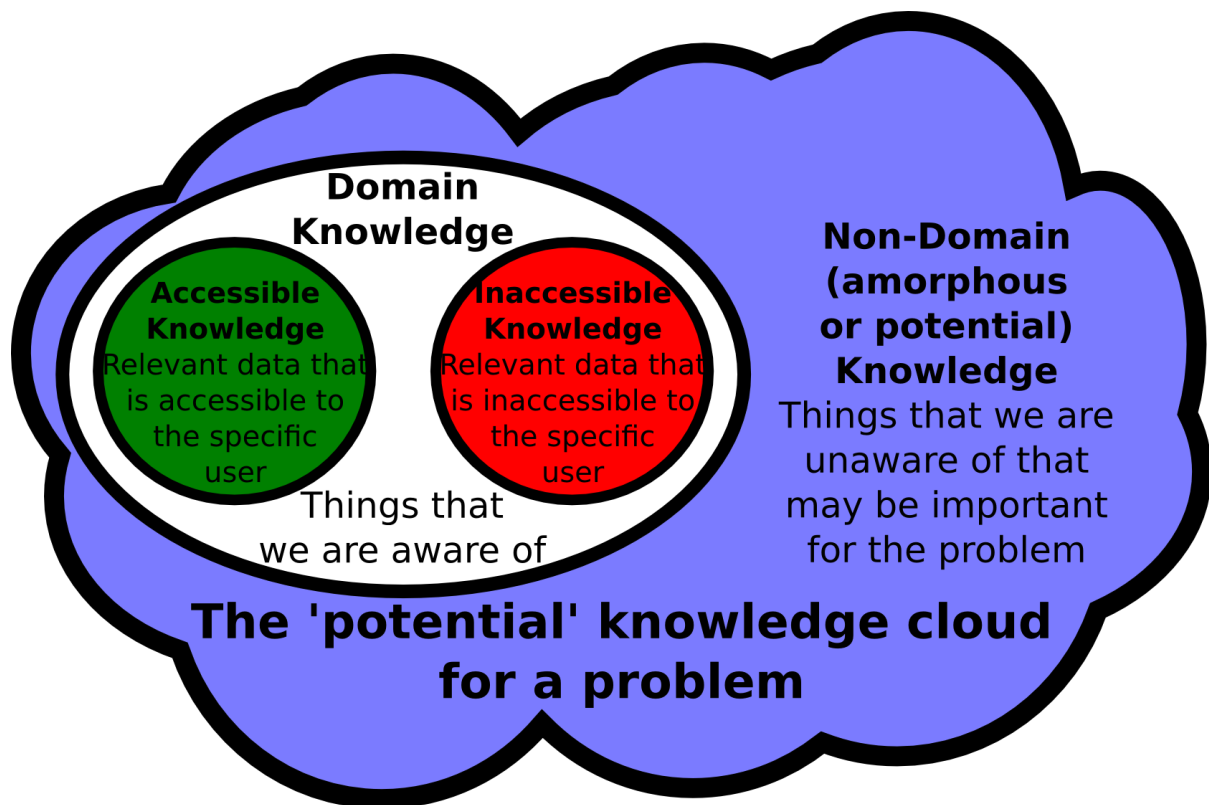 Domain
Knowledge
Accessible
Knowledge
Relevant data that
is accessible to
the specific
user
Inaccessible
Knowledge
Relevant data that
is inaccessible to
the specific
user
Things that
we are aware of
Non-Domain
(amorphous
or potential)
Knowledge
Things that we are
unaware of that
may be important
for the problem
The 'potential' knowledge cloud
for a problem